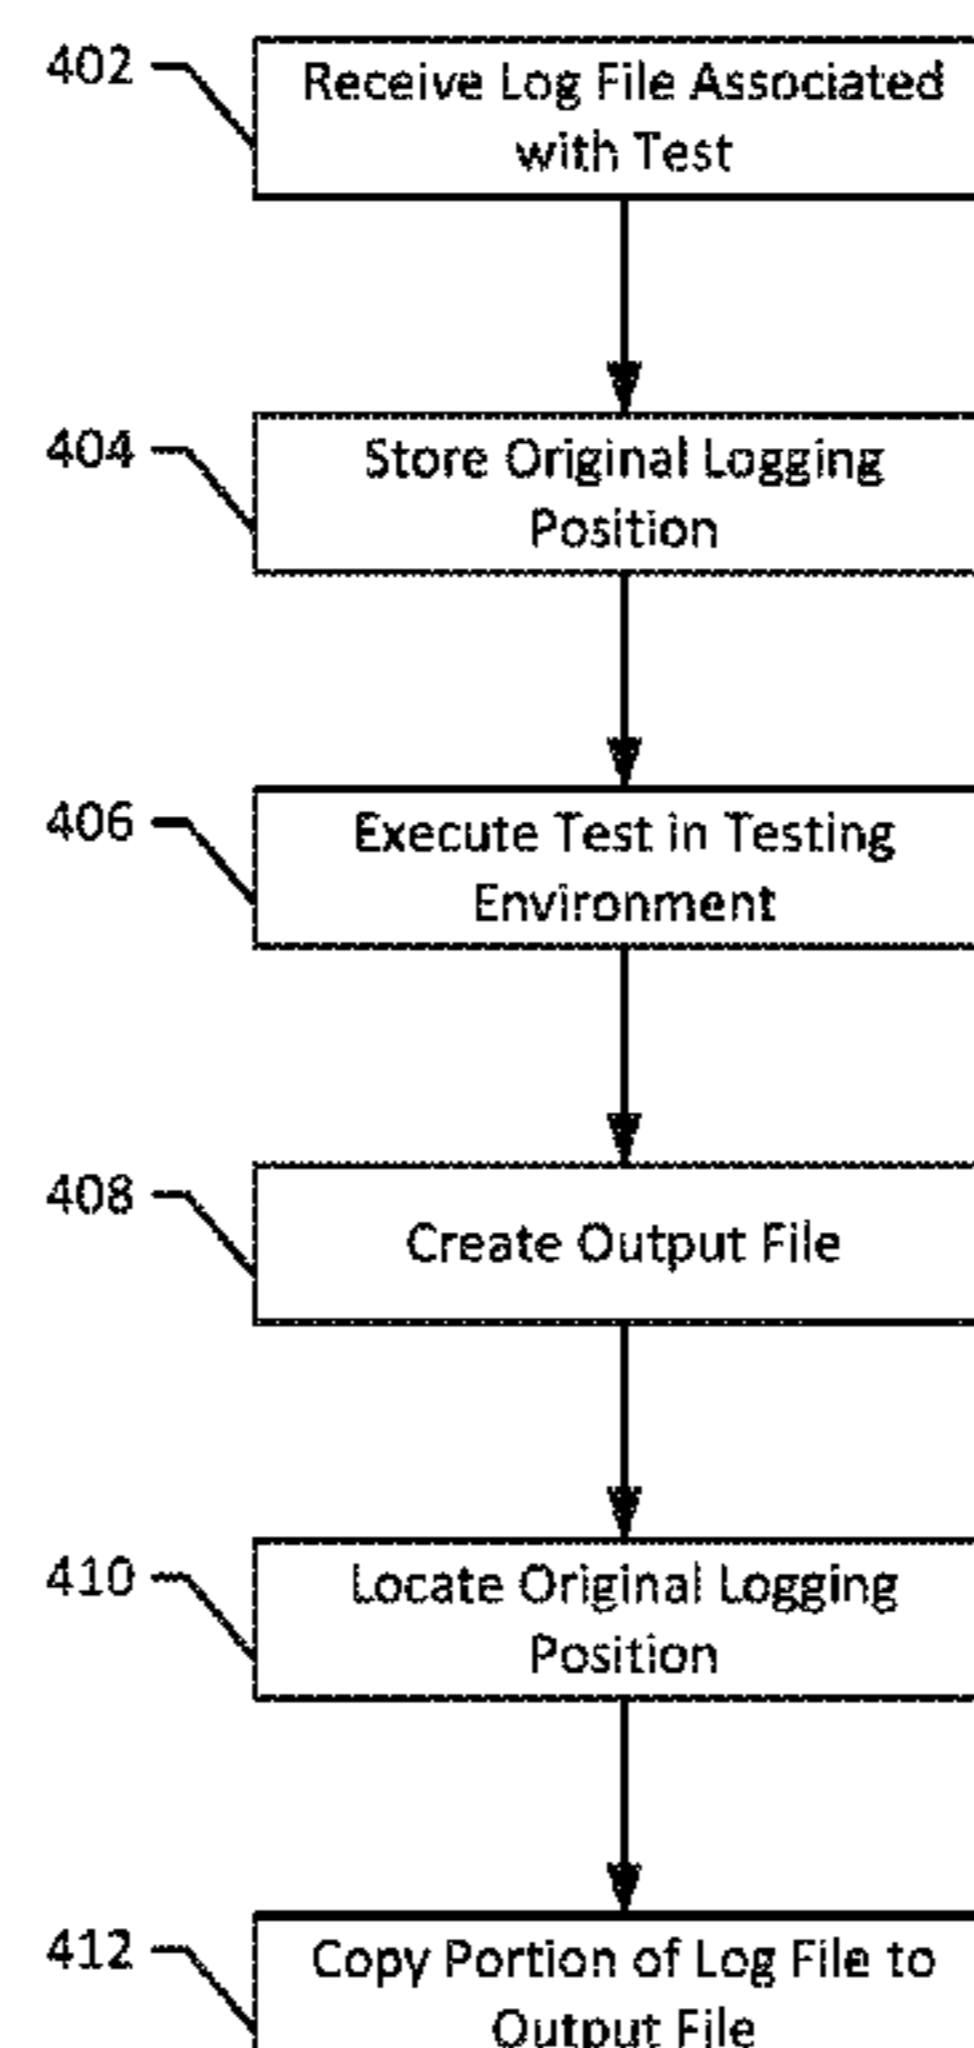 402
Receive Log File Associated
with Test
404
Store Original Logging
Position
406
Execute Test in Testing
Environment
408
Create Output File
410
Locate Original Logging
Position
412
Copy Portion of Log File to
Output File